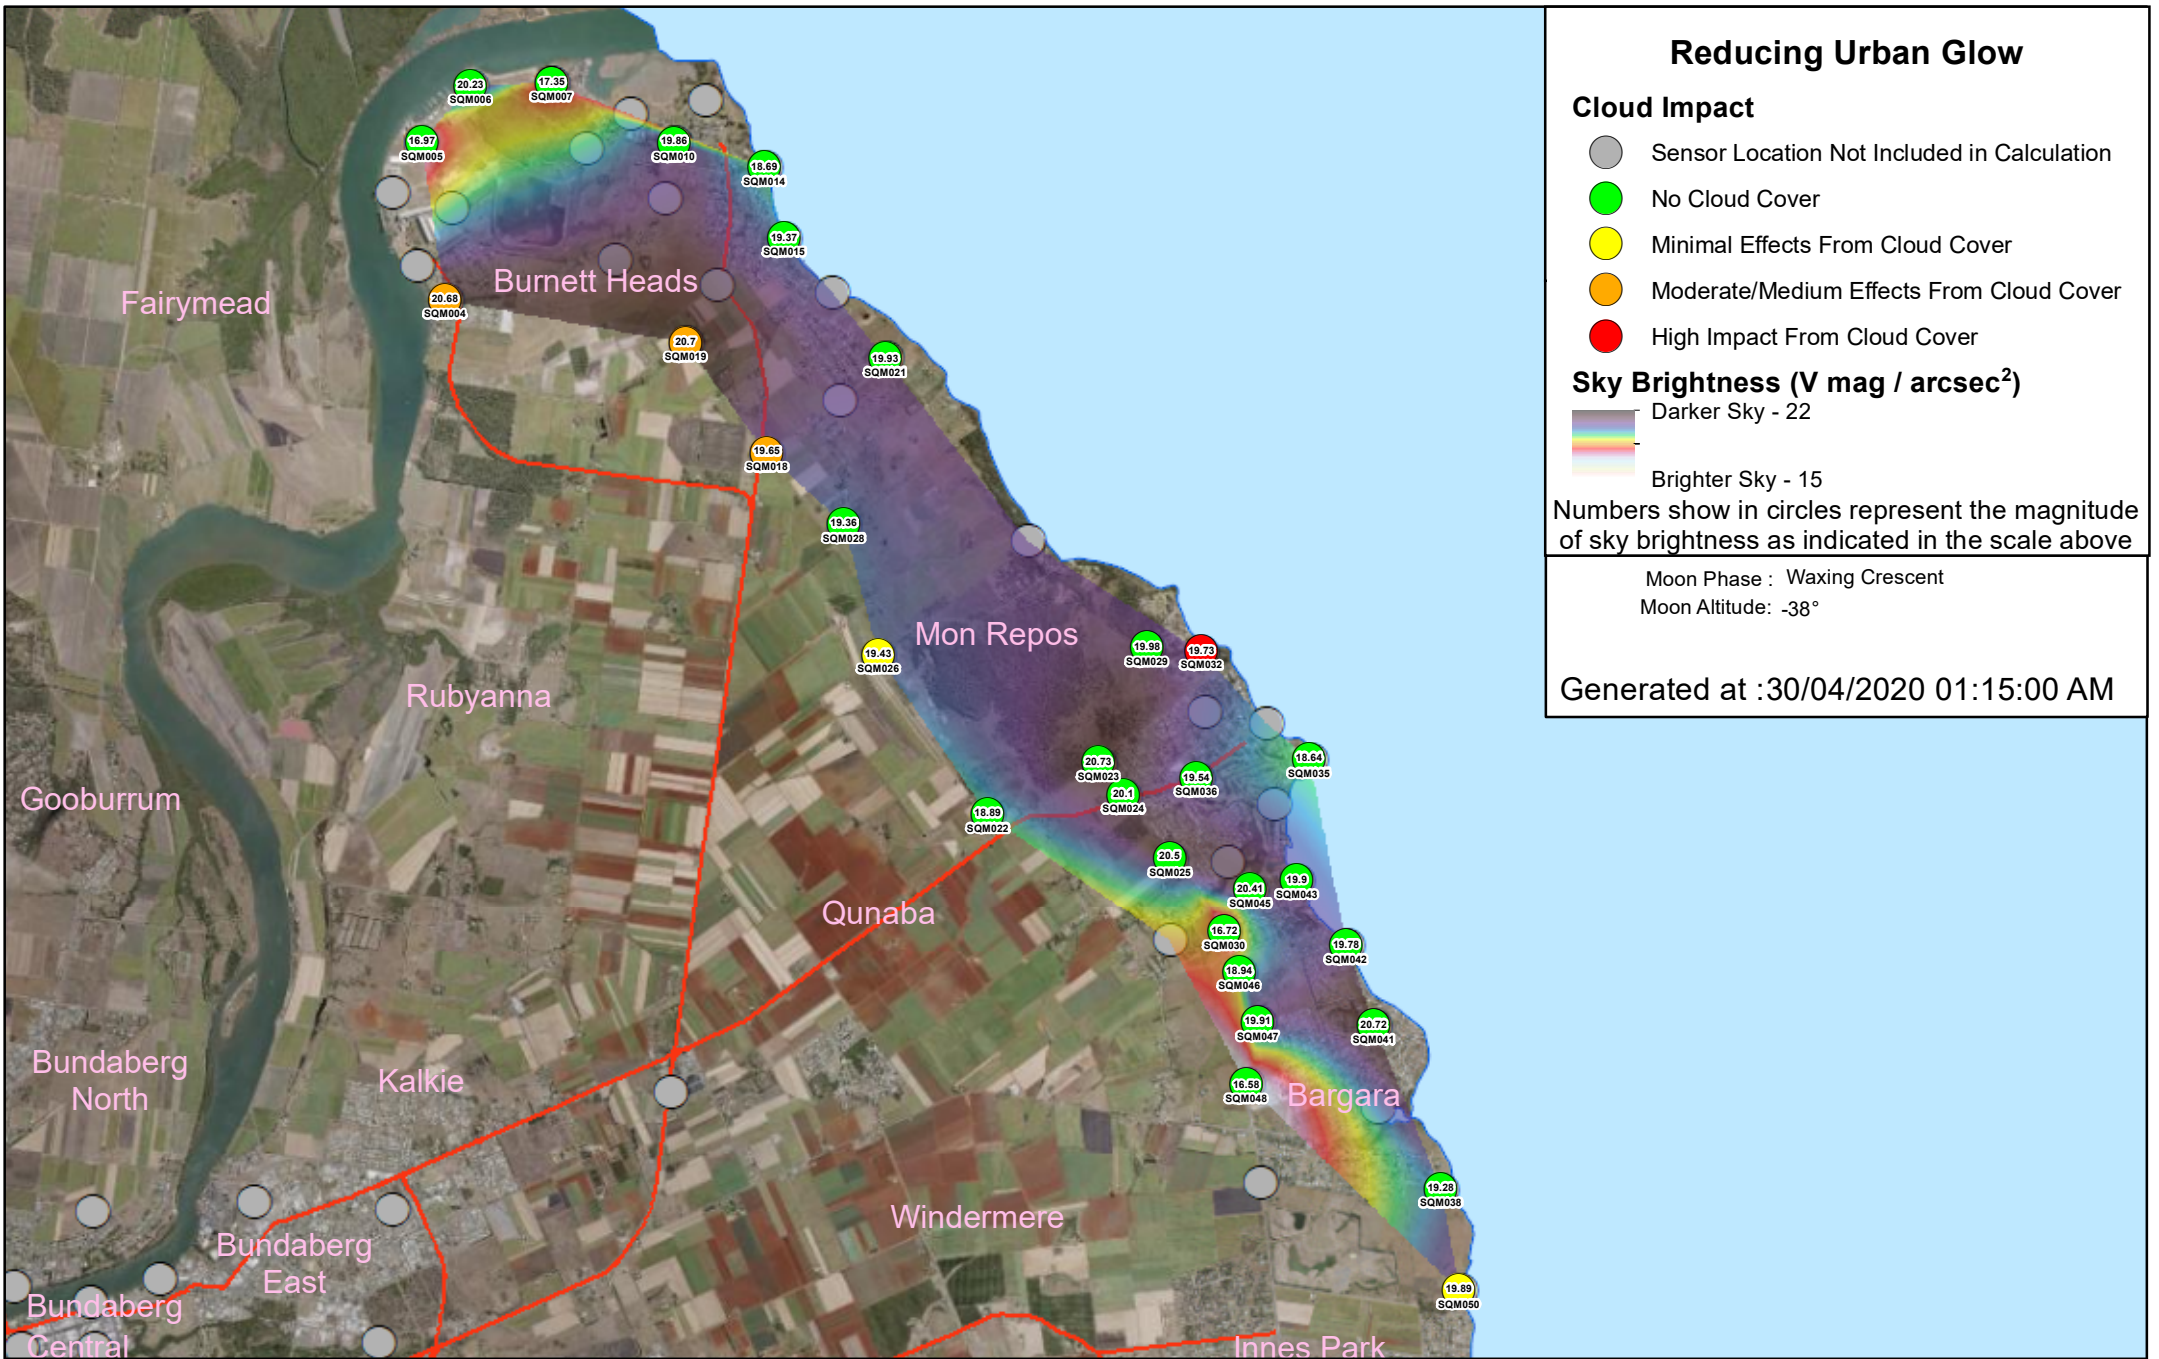 Reducing Urban Glow
Cloud Impact
Sensor Location Not Included in Calculation
No Cloud Cover
Minimal Effects From Cloud Cover
Moderate/Medium Effects From Cloud Cover
High Impact From Cloud Cover
Sky Brightness (V mag / arcsec²)
Darker Sky - 22
Brighter Sky - 15
Numbers show in circles represent the magnitude
of sky brightness as indicated in the scale above
Moon Phase : Waxing Crescent
Moon Altitude: -38°
Generated at :30/04/2020 01:15:00 AM
20.23
SQM006
17.35
SQM007
16.97
SQM005
19.86
SQM010
18.69
SQM014
19.37
SQM015
Burnett Heads
Fairymead
20.68
SQM004
20.7
SQM019
19.93
SQM021
19.65
SQM018
19.36
SQM028
Mon Repos
19.43
SQM026
19.98
SQM029
19.73
SQM032
Rubyanna
20.73
SQM023
18.64
SQM035
19.54
SQM036
20.1
SQM024
Gooburrum
18.89
SQM022
20.5
SQM025
20.41
SQM045
19.9
SQM043
Qunaba
16.72
SQM030
19.78
SQM042
18.94
SQM046
19.91
SQM047
20.72
SQM041
Bundaberg
North
Kalkie
16.58
SQM048
Bargara
19.28
SQM038
Windermere
Bundaberg
East
19.89
SQM050
Bundaberg
Central
Innes Park